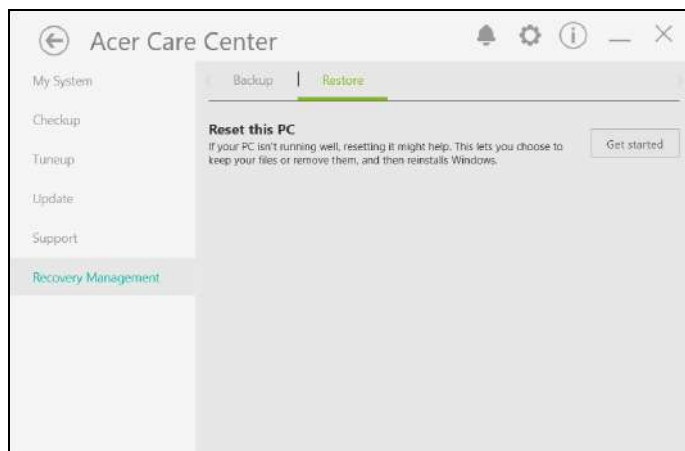 Acer Care Center
My System
Checkup
Tuneup
Update
Support
Recovery Management
Backup
Restore
Reset this PC
If your PC isn't running well, resetting it might help. This lets you choose to
keep your files or remove them, and then reinstalls Windows.
Get started